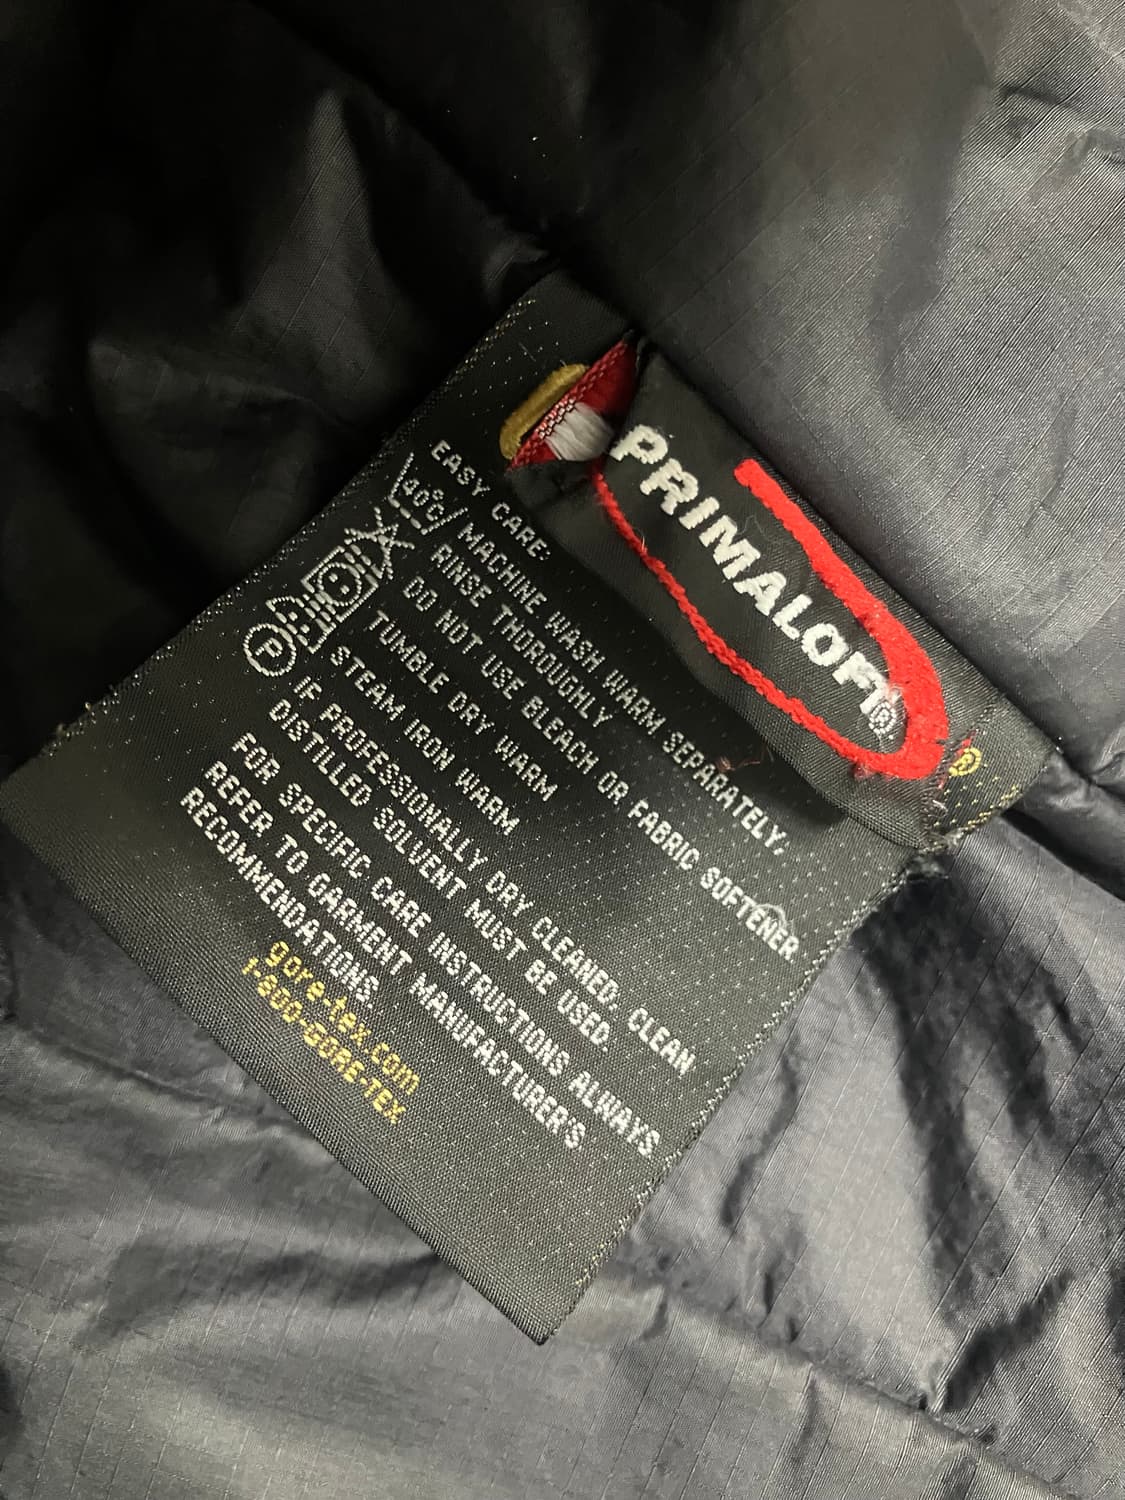 PRIMALOFT®
®
EASY CARE:
40°C
MACHINE WASH WARM SEPARATELY;
RINSE THOROUGHLY
DO NOT USE BLEACH OR FABRIC SOFTENER
TUMBLE DRY WARM
STEAM IRON WARM
P
IF PROFESSIONALLY DRY CLEANED, CLEAN
DISTILLED SOLVENT MUST BE USED.
FOR SPECIFIC CARE INSTRUCTIONS ALWAYS
REFER TO GARMENT MANUFACTURER'S
RECOMMENDATIONS.
gore-tex.com
1-800-GORE-TEX